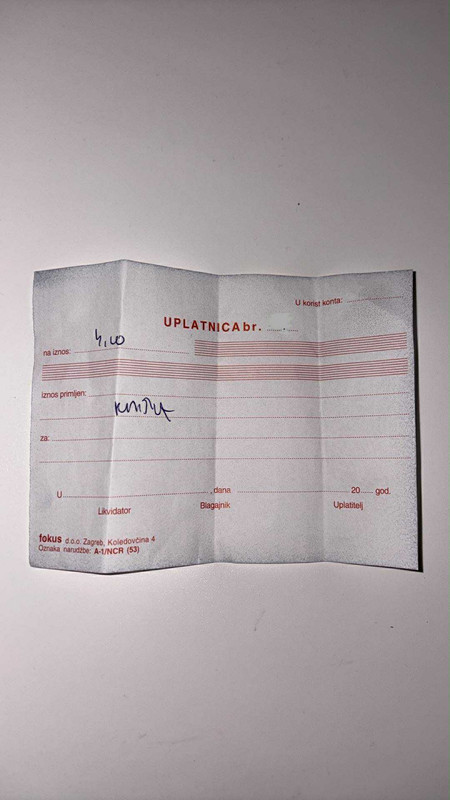 U korist konta:
UPLATNICA br.
na iznos: 4,00
iznos primljen:
KNJIGA
za:
U , dana 20 god.
Likvidator Blagajnik Uplatitelj
fokus d.o.o. Zagreb, Koledovčina 4
Oznaka narudžbe: A-1/NCR (53)